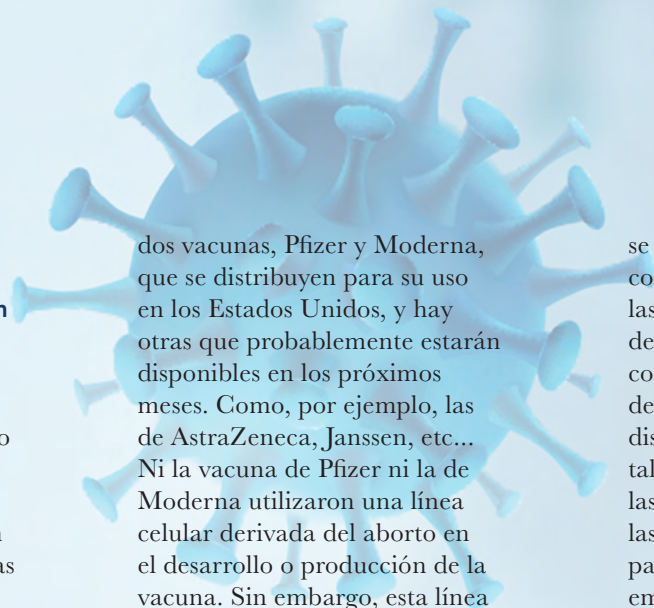 dos vacunas, Pfizer y Moderna,
que se distribuyen para su uso
en los Estados Unidos, y hay
otras que probablemente estarán
disponibles en los próximos
meses. Como, por ejemplo, las
de AstraZeneca, Janssen, etc...
Ni la vacuna de Pfizer ni la de
Moderna utilizaron una línea
celular derivada del aborto en
el desarrollo o producción de la
vacuna. Sin embargo, esta línea
se
las